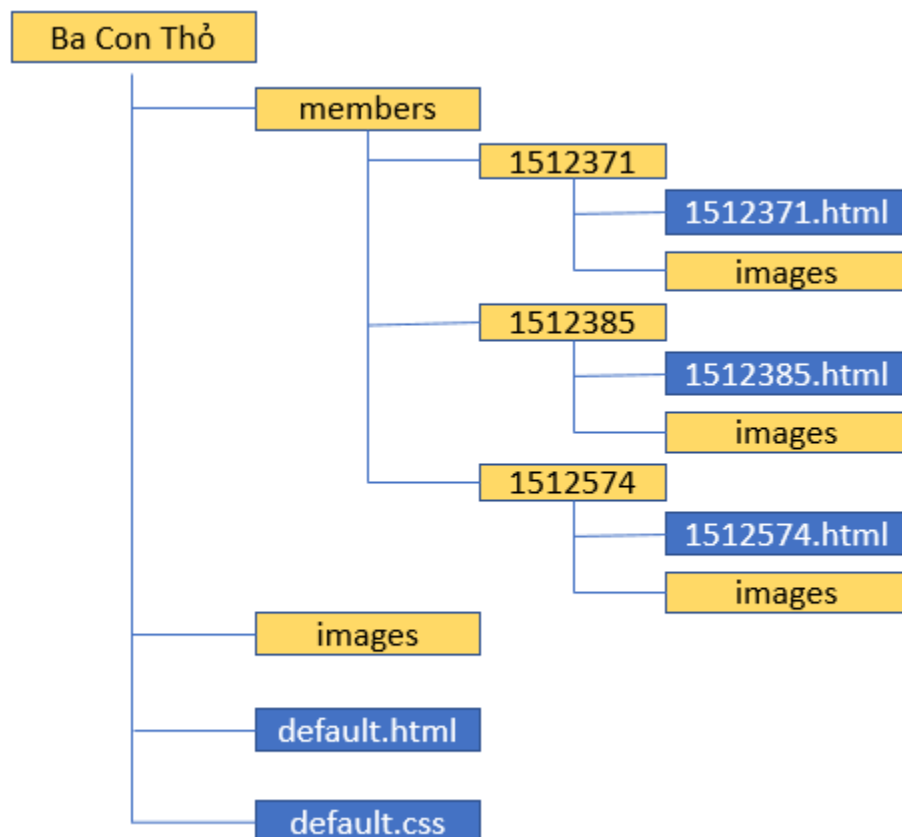 Ba Con Thỏ
members
1512371
1512371.html
images
1512385
1512385.html
images
1512574
1512574.html
images
images
default.html
default.css